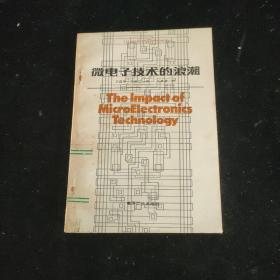 微电子技术的浪潮
The Impact of
MicroElectronics
Technology